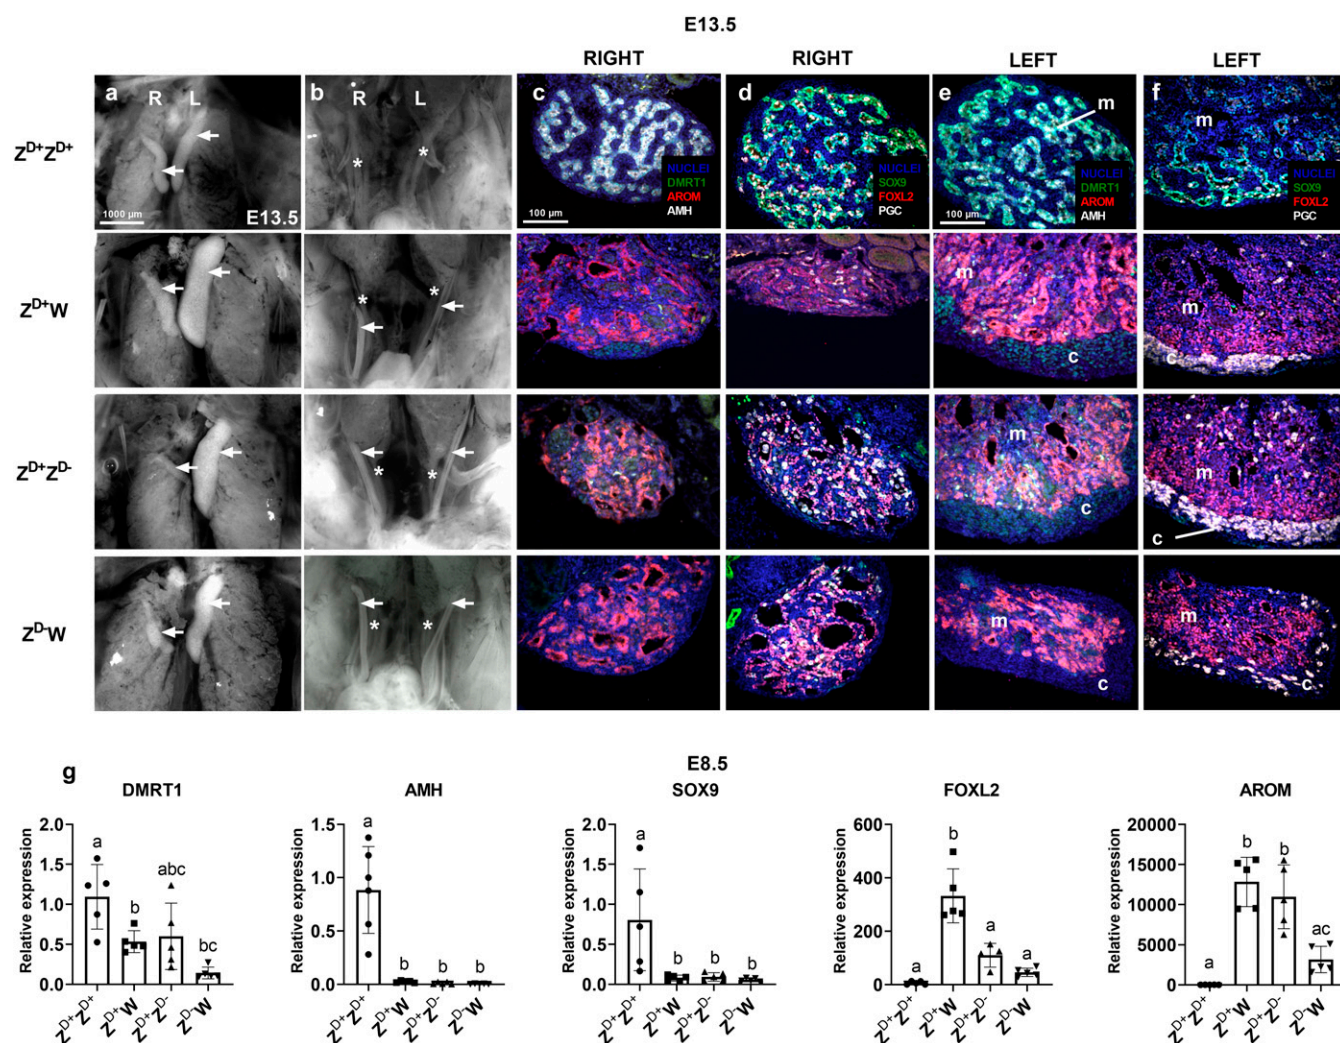 E13.5
RIGHT RIGHT LEFT LEFT
a R L
E13.5
1000 µm
b R L
* *
c
NUCLEI
DMRT1
AROM
AMH
100 µm
d
NUCLEI
SOX9
FOXL2
PGC
e m
NUCLEI
DMRT1
AROM
AMH
100 µm
f m
NUCLEI
SOX9
FOXL2
PGC
Z^D+Z^D+
Z^D+W
* *
m c
m c
Z^D+Z^D-
* *
m c
m c
Z^D-W
* *
m c
m c
E8.5
g
DMRT1 AMH SOX9 FOXL2 AROM
Relative expression
2.0
1.5
1.0
0.5
0.0
a b abc bc
Z^D+Z^D+ Z^D+W Z^D+Z^D- Z^D-W
Relative expression
1.5
1.0
0.5
0.0
a b b b
Z^D+Z^D+ Z^D+W Z^D+Z^D- Z^D-W
Relative expression
2.0
1.5
1.0
0.5
0.0
a b b b
Z^D+Z^D+ Z^D+W Z^D+Z^D- Z^D-W
Relative expression
600
400
200
0
a b a a
Z^D+Z^D+ Z^D+W Z^D+Z^D- Z^D-W
Relative expression
20000
15000
10000
5000
0
a b b ac
Z^D+Z^D+ Z^D+W Z^D+Z^D- Z^D-W